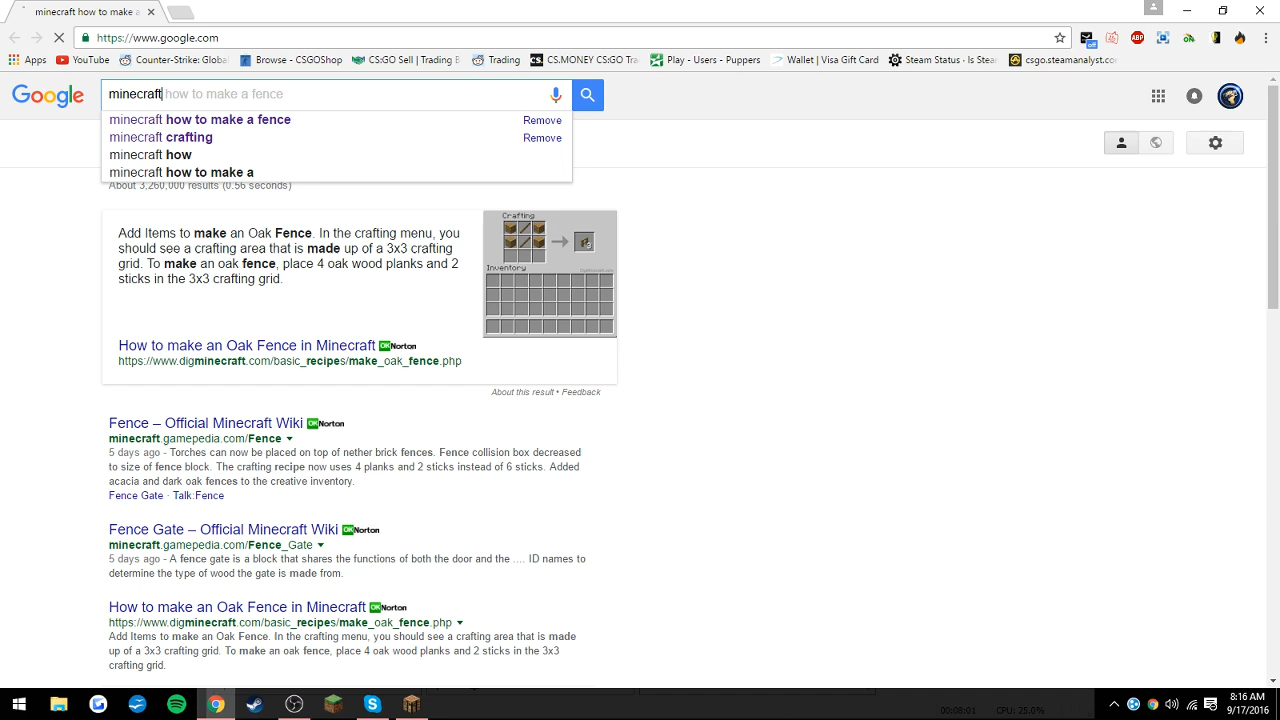 minecraft how to make a
https://www.google.com
Apps YouTube Counter-Strike: Globa Browse - CSGOShop CS:GO Sell | Trading B Trading CS.MONEY CS:GO Tra Play - Users - Puppers Wallet | Visa Gift Card Steam Status · Is Stea csgo.steamanalyst.co
Google minecraft how to make a fence
minecraft how to make a fence Remove
minecraft crafting Remove
minecraft how
minecraft how to make a
About 3,260,000 results (0.56 seconds)
Add Items to make an Oak Fence. In the crafting menu, you
should see a crafting area that is made up of a 3x3 crafting
grid. To make an oak fence, place 4 oak wood planks and 2
sticks in the 3x3 crafting grid.
Crafting
6
Inventory
How to make an Oak Fence in Minecraft OK Norton
https://www.digminecraft.com/basic_recipes/make_oak_fence.php
About this result • Feedback
Fence – Official Minecraft Wiki OK Norton
minecraft.gamepedia.com/Fence
5 days ago - Torches can now be placed on top of nether brick fences. Fence collision box decreased
to size of fence block. The crafting recipe now uses 4 planks and 2 sticks instead of 6 sticks. Added
acacia and dark oak fences to the creative inventory.
Fence Gate · Talk:Fence
Fence Gate – Official Minecraft Wiki OK Norton
minecraft.gamepedia.com/Fence_Gate
5 days ago - A fence gate is a block that shares the functions of both the door and the .... ID names to
determine the type of wood the gate is made from.
How to make an Oak Fence in Minecraft OK Norton
https://www.digminecraft.com/basic_recipes/make_oak_fence.php
Add Items to make an Oak Fence. In the crafting menu, you should see a crafting area that is made
up of a 3x3 crafting grid. To make an oak fence, place 4 oak wood planks and 2 sticks in the 3x3
crafting grid.
00:08:01 CPU: 25.0%
8:16 AM
9/17/2016